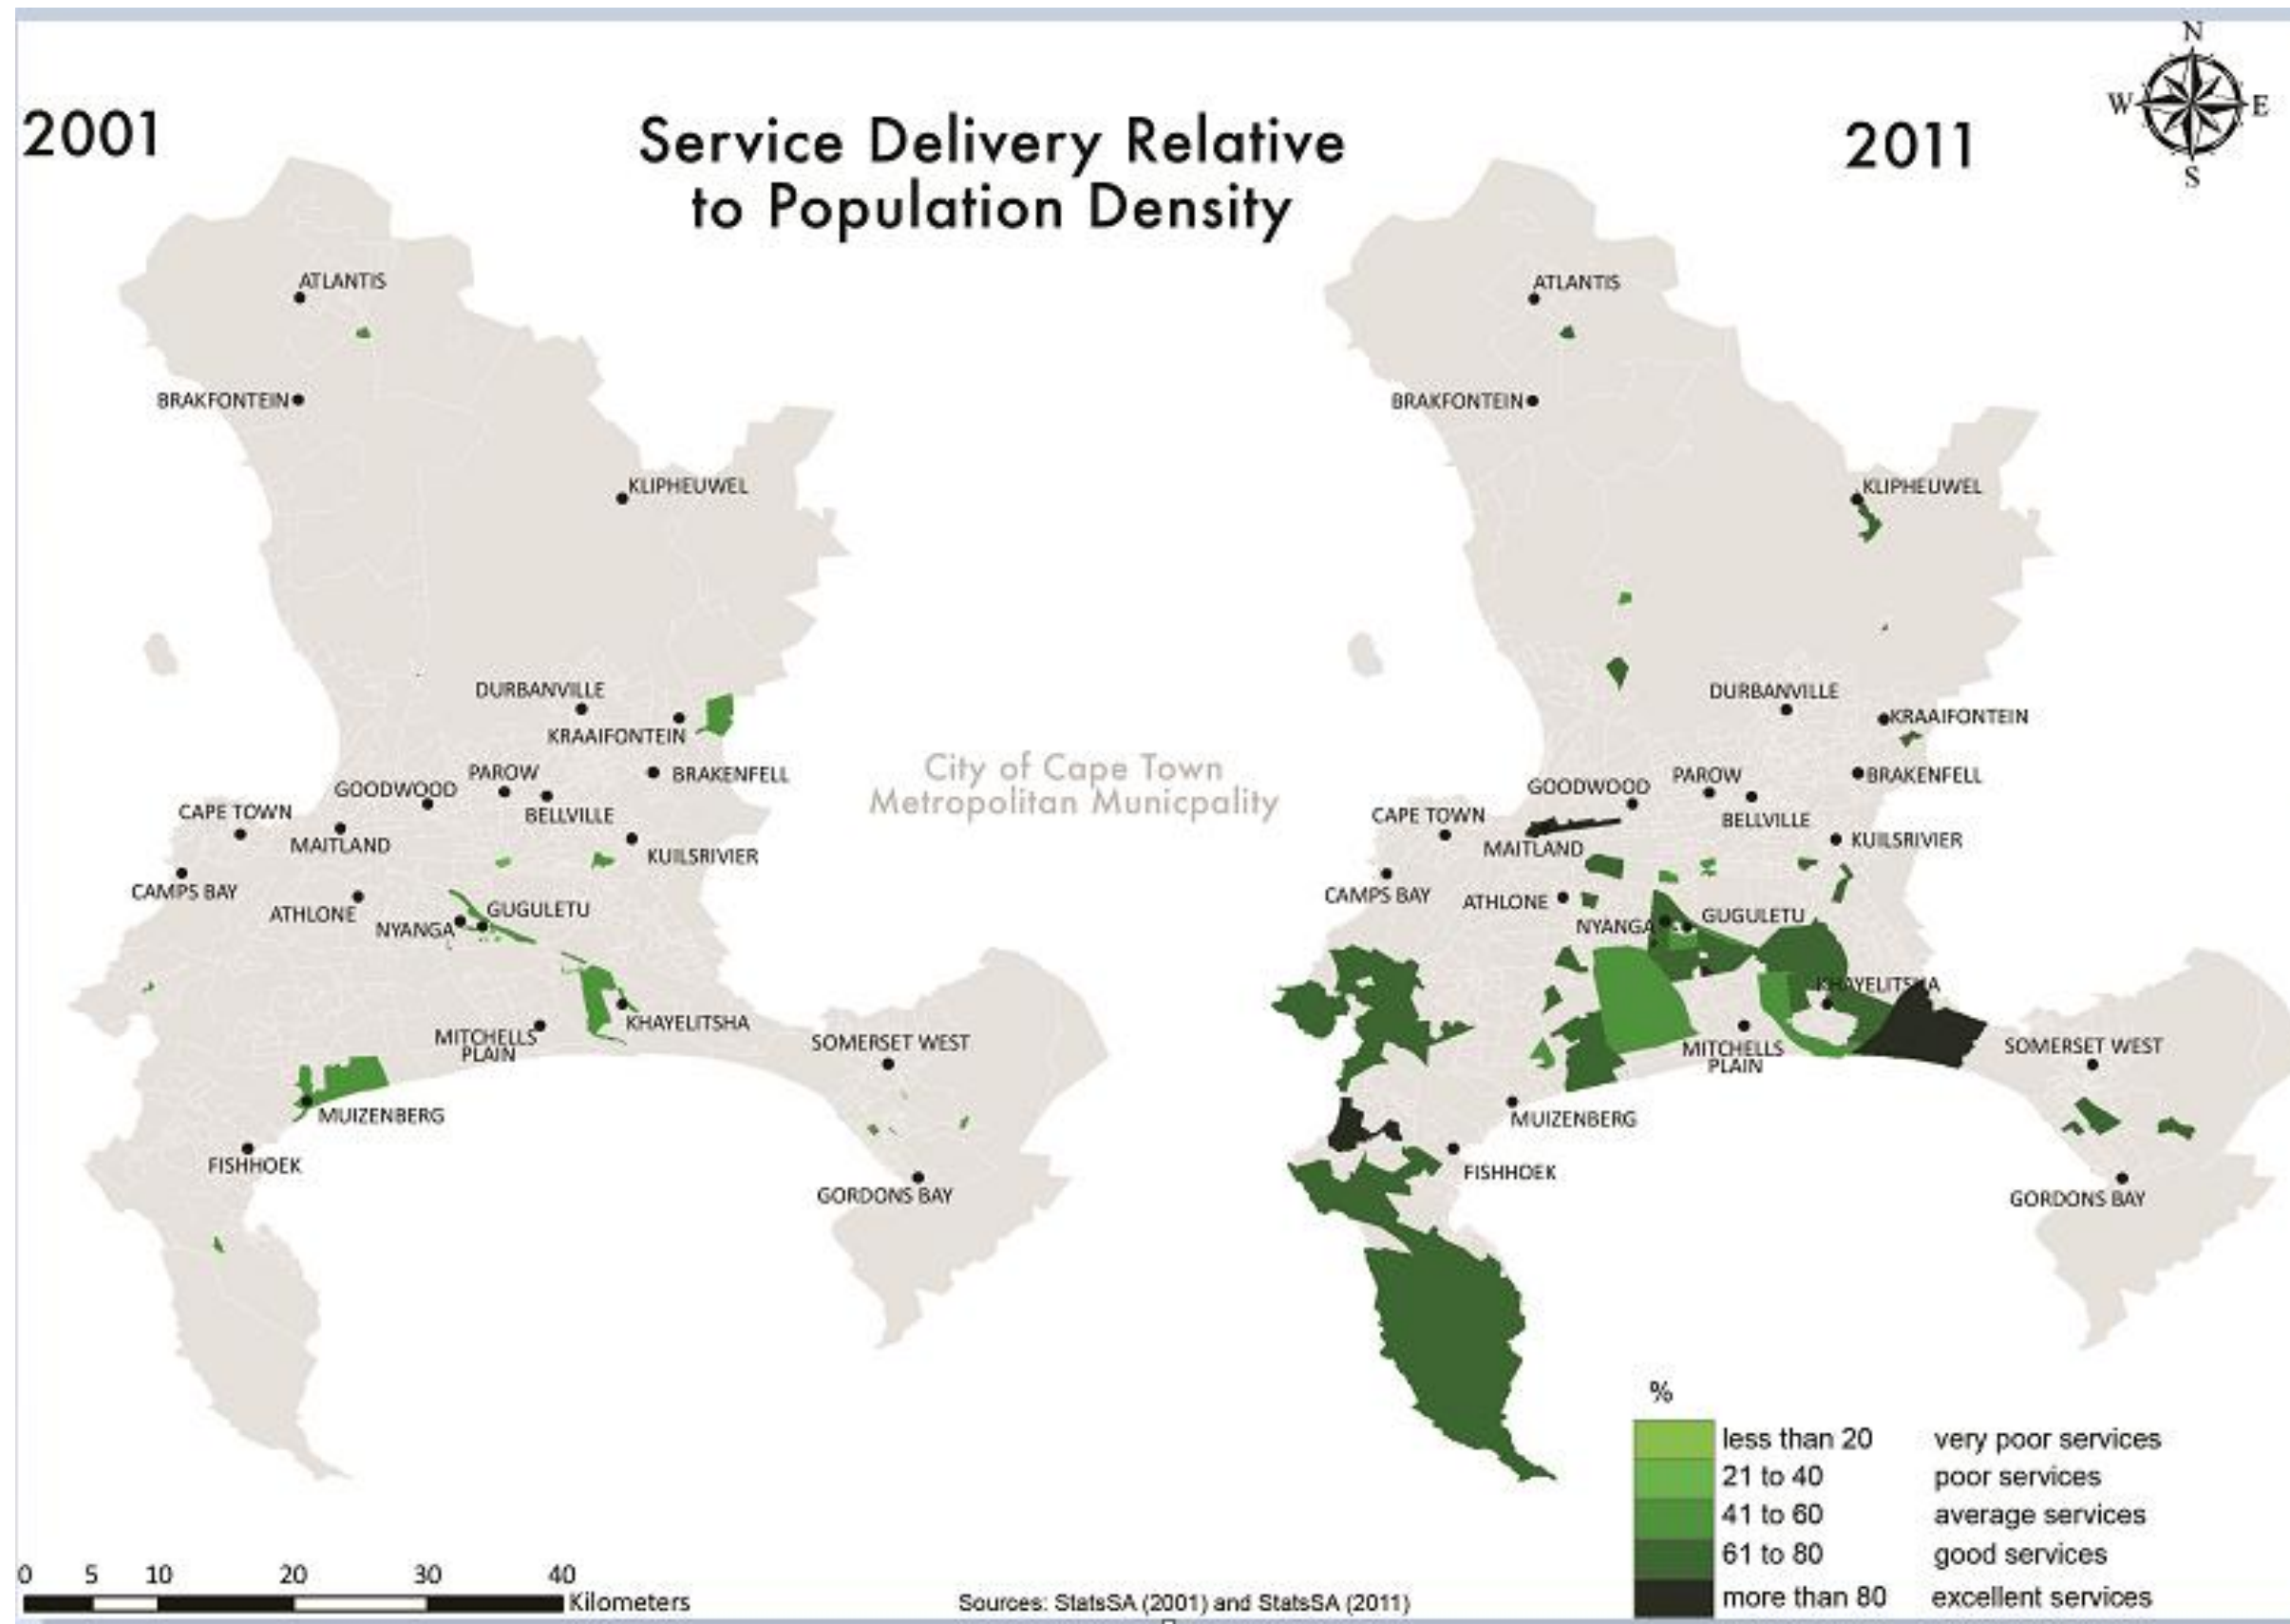 N
W
E
S
2001
Service Delivery Relative
to Population Density
2011
ATLANTIS
BRAKFONTEIN
KLIPHEUWEL
DURBANVILLE
KRAAIFONTEIN
PAROW
BRAKENFELL
GOODWOOD
CAPE TOWN
BELLVILLE
MAITLAND
KUILSRIVIER
CAMPS BAY
ATHLONE
GUGULETU
NYANGA
KHAYELITSHA
MITCHELLS
PLAIN
SOMERSET WEST
MUIZENBERG
FISHHOEK
GORDONS BAY
City of Cape Town
Metropolitan Municpality
ATLANTIS
BRAKFONTEIN
KLIPHEUWEL
DURBANVILLE
KRAAIFONTEIN
PAROW
BRAKENFELL
GOODWOOD
CAPE TOWN
BELLVILLE
MAITLAND
KUILSRIVIER
CAMPS BAY
ATHLONE
GUGULETU
NYANGA
KHAYELITSHA
MITCHELLS
PLAIN
SOMERSET WEST
MUIZENBERG
FISHHOEK
GORDONS BAY
%
less than 20 very poor services
21 to 40 poor services
41 to 60 average services
61 to 80 good services
more than 80 excellent services
0 5 10 20 30 40
Kilometers
Sources: StatsSA (2001) and StatsSA (2011)